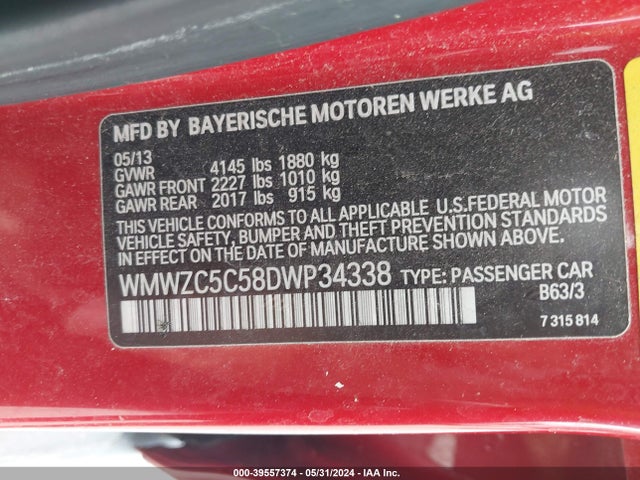 MFD BY BAYERISCHE MOTOREN WERKE AG
05/13
GVWR 4145 lbs 1880 kg
GAWR FRONT 2227 lbs 1010 kg
GAWR REAR 2017 lbs 915 kg
THIS VEHICLE CONFORMS TO ALL APPLICABLE U.S.FEDERAL MOTOR
VEHICLE SAFETY, BUMPER AND THEFT PREVENTION STANDARDS
IN EFFECT ON THE DATE OF MANUFACTURE SHOWN ABOVE.
WMWZC5C58DWP34338 TYPE: PASSENGER CAR
B63/3
7 315 814
000-39557374 - 05/31/2024 - IAA Inc.